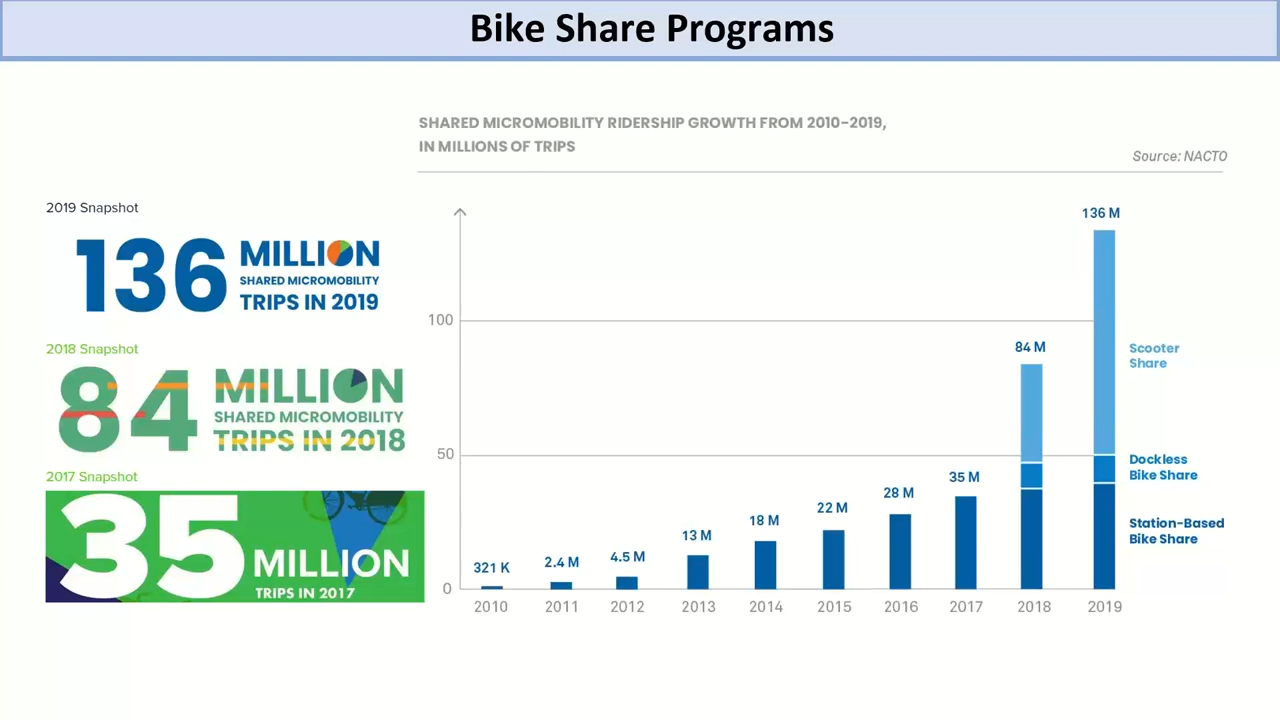 Bike Share Programs
SHARED MICROMOBILITY RIDERSHIP GROWTH FROM 2010-2019,
IN MILLIONS OF TRIPS
Source: NACTO
2019 Snapshot
136 MILLION
SHARED MICROMOBILITY
TRIPS IN 2019
2018 Snapshot
84 MILLION
SHARED MICROMOBILITY
TRIPS IN 2018
2017 Snapshot
35 MILLION
TRIPS IN 2017
100
50
0
321 K
2.4 M
4.5 M
13 M
18 M
22 M
28 M
35 M
84 M
136 M
Scooter
Share
Dockless
Bike Share
Station-Based
Bike Share
2010 2011 2012 2013 2014 2015 2016 2017 2018 2019